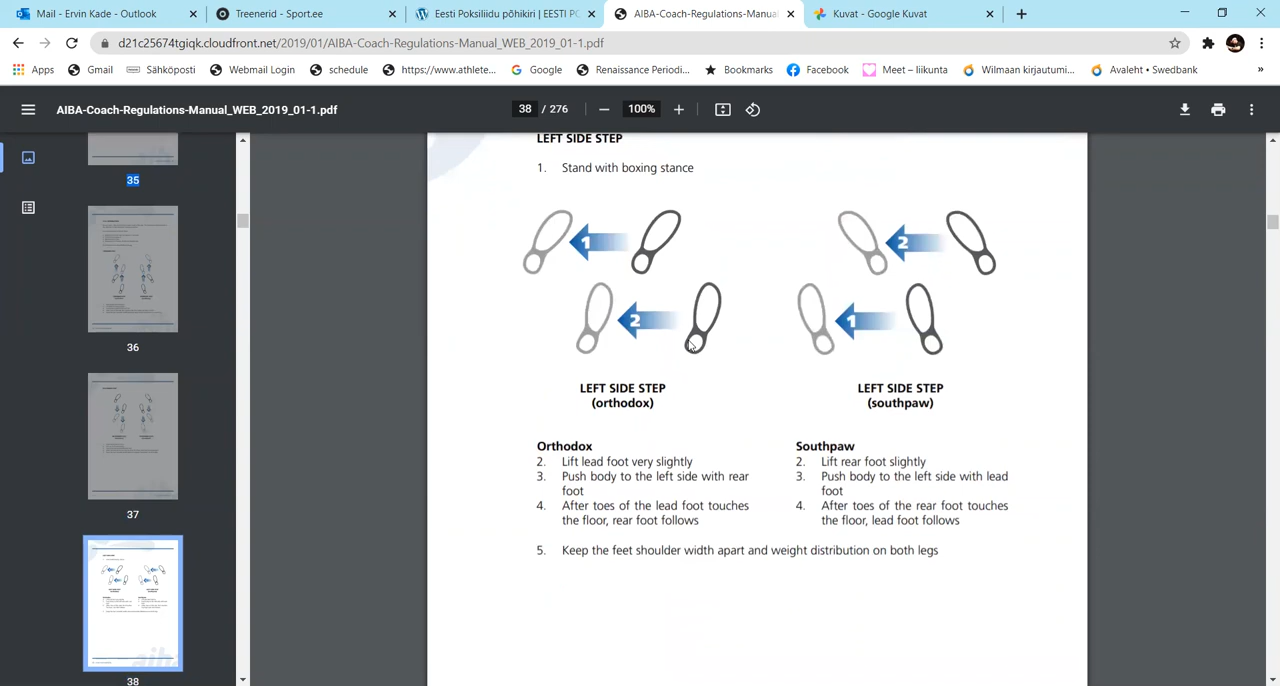 Mail - Ervin Kade - Outlook
Treenerid - Sport.ee
Eesti Poksiliidu põhikiri | EESTI PO
AIBA-Coach-Regulations-Manual_
Kuvat - Google Kuvat
d21c25674tgiqk.cloudfront.net/2019/01/AIBA-Coach-Regulations-Manual_WEB_2019_01-1.pdf
Apps
Gmail
Sähköposti
Webmail Login
schedule
https://www.athlete...
Google
Renaissance Periodi...
Bookmarks
Facebook
Meet – liikunta
Wilmaan kirjautumi...
Avaleht • Swedbank
»
AIBA-Coach-Regulations-Manual_WEB_2019_01-1.pdf
38 / 276
100%
35
36
37
38
LEFT SIDE STEP
1. Stand with boxing stance
1
2
2
1
LEFT SIDE STEP
(orthodox)
LEFT SIDE STEP
(southpaw)
Orthodox
2. Lift lead foot very slightly
3. Push body to the left side with rear
foot
4. After toes of the lead foot touches
the floor, rear foot follows
Southpaw
2. Lift rear foot slightly
3. Push body to the left side with lead
foot
4. After toes of the rear foot touches
the floor, lead foot follows
5. Keep the feet shoulder width apart and weight distribution on both legs